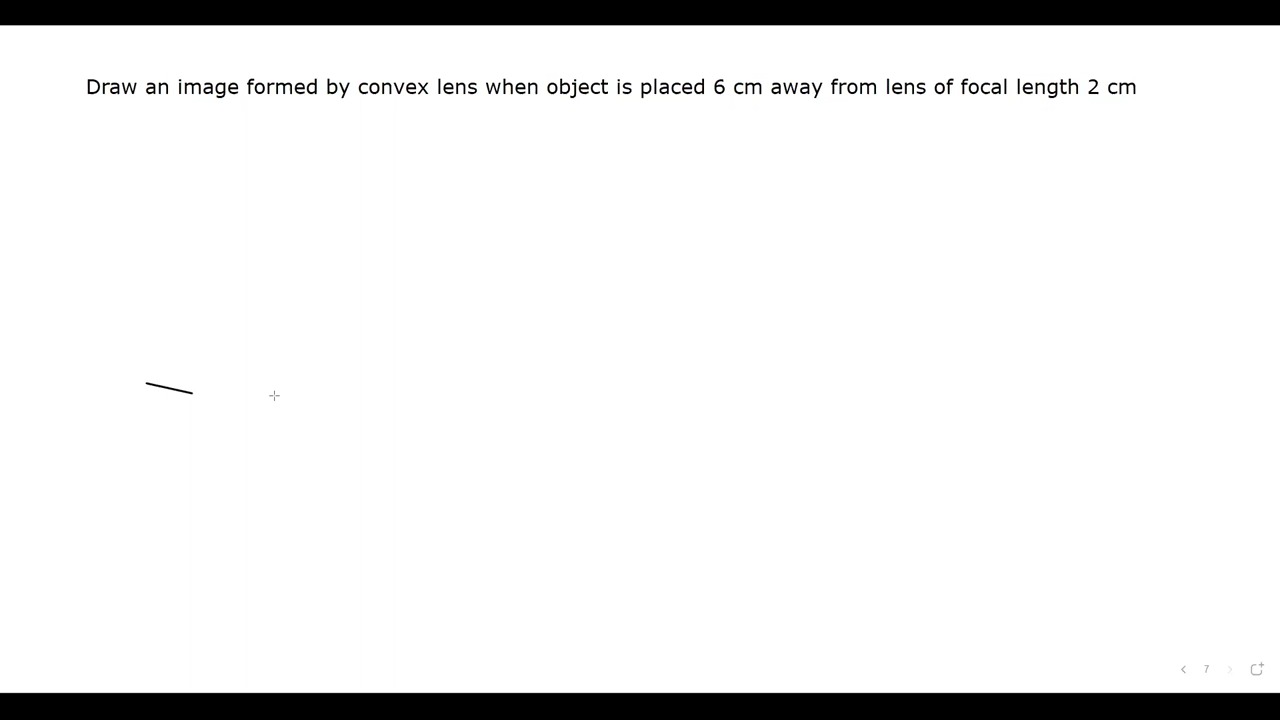 Draw an image formed by convex lens when object is placed 6 cm away from lens of focal length 2 cm
7